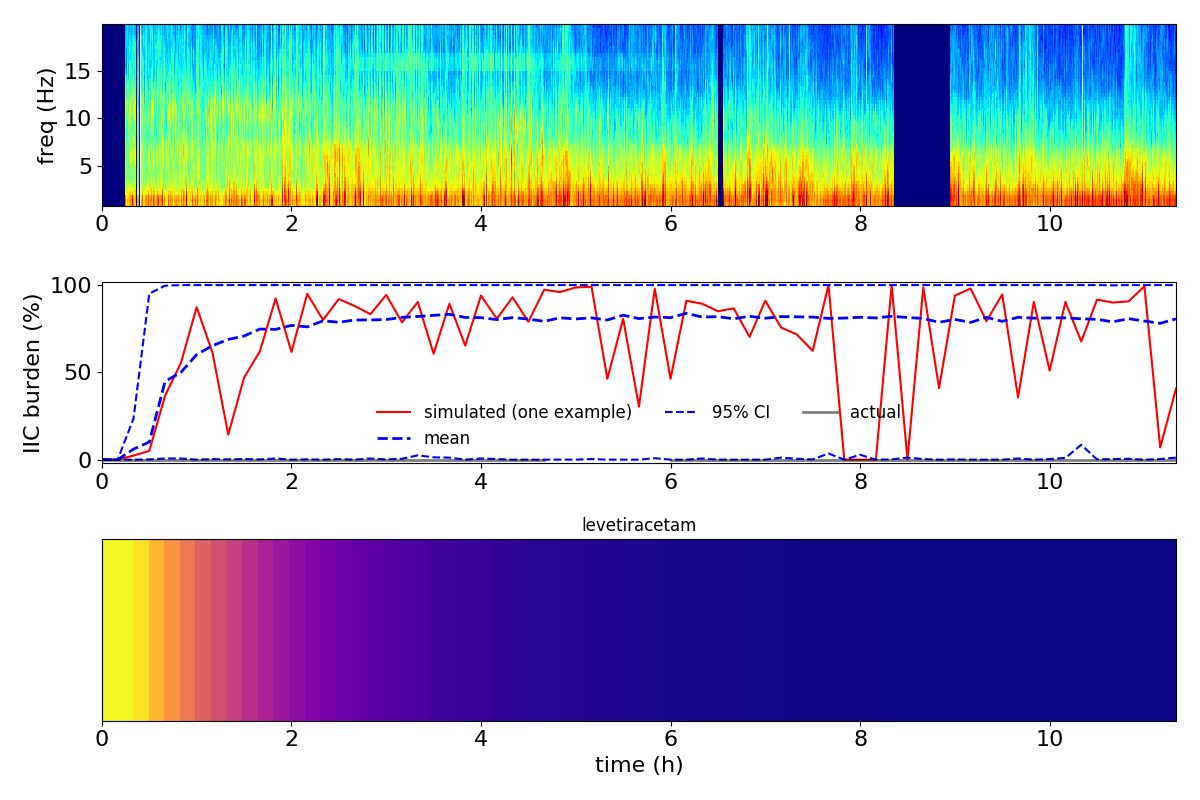 15
10
5
freq (Hz)
0 2 4 6 8 10
100
50
0
IIC burden (%)
simulated (one example) 95% CI actual
mean
0 2 4 6 8 10
levetiracetam
0 2 4 6 8 10
time (h)